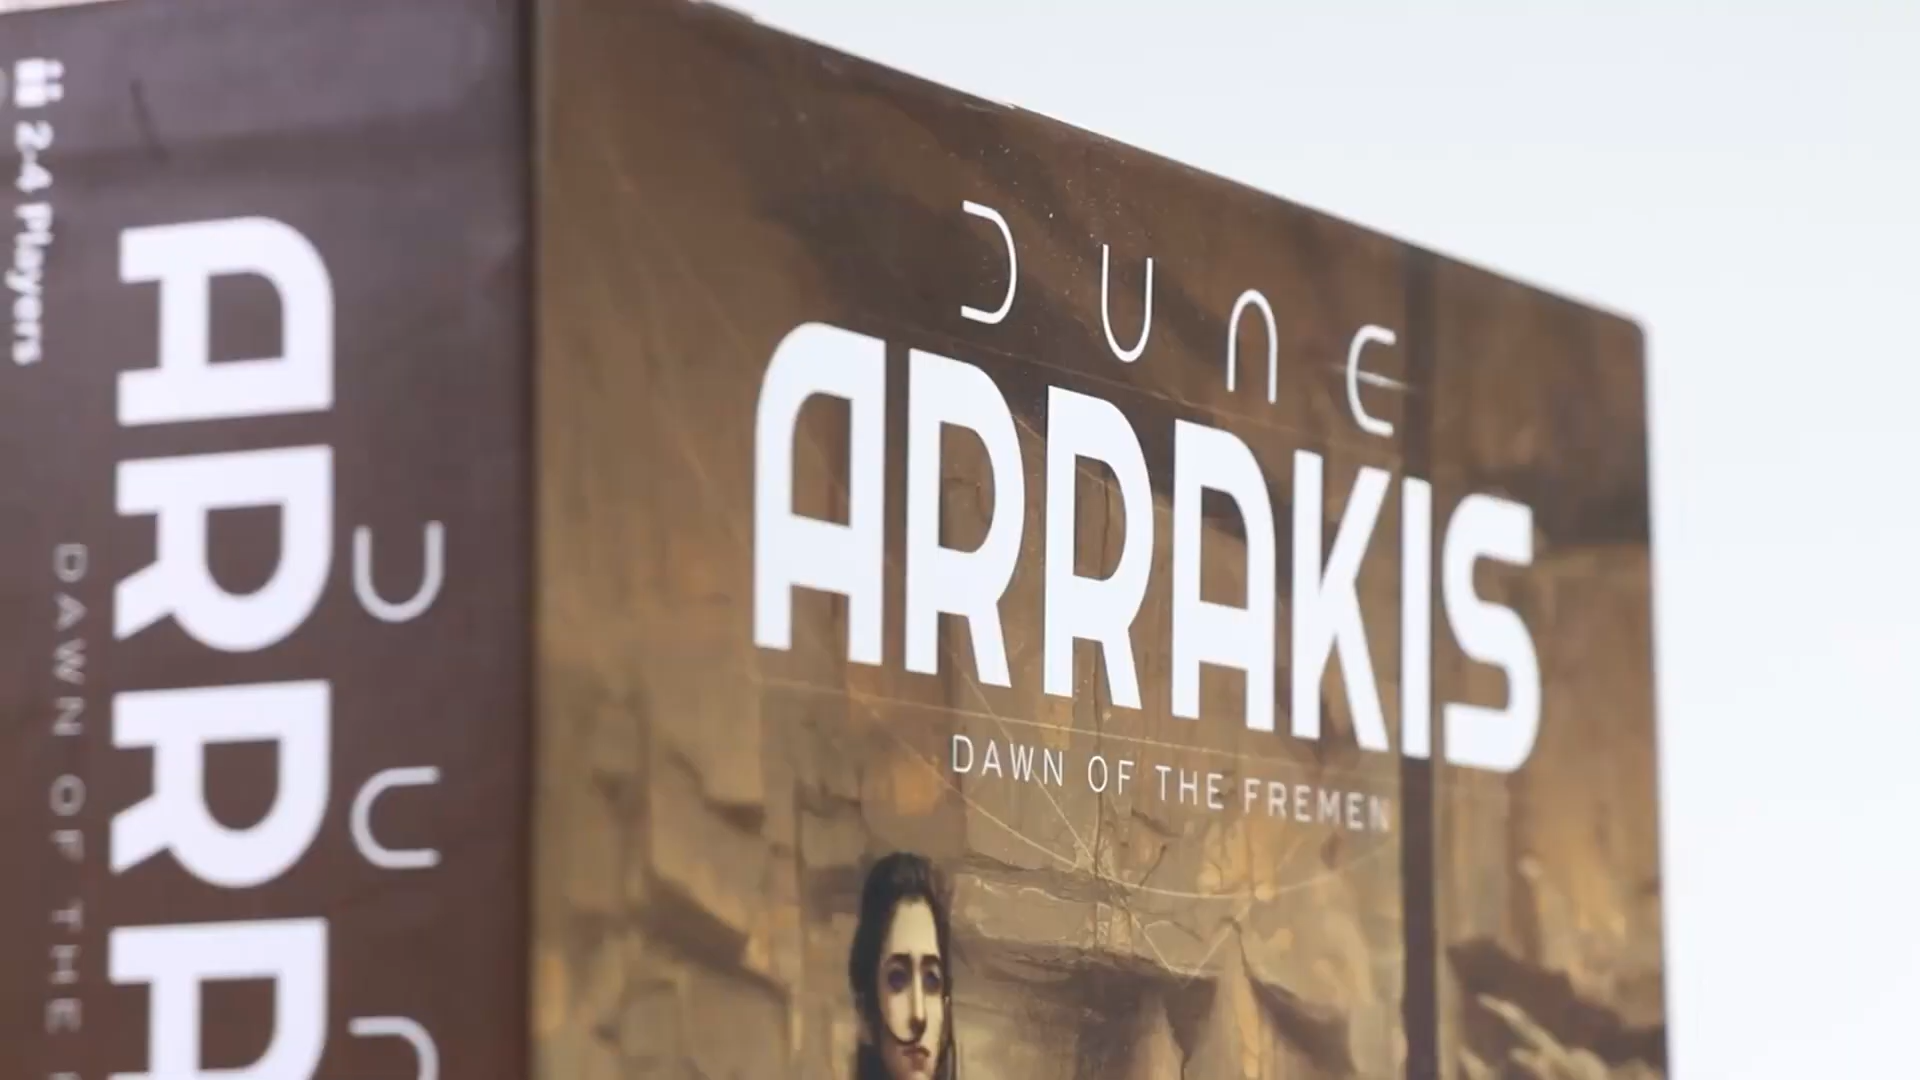 2-4 Players
ARRA
DUN
DAWN OF THE
DUNE
ARRAKIS
DAWN OF THE FREMEN